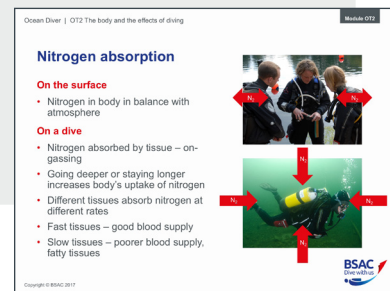 Ocean Diver | OT2 The body and the effects of diving
Module OT2
Nitrogen absorption
On the surface
• Nitrogen in body in balance with
atmosphere
On a dive
• Nitrogen absorbed by tissue – on-
gassing
• Going deeper or staying longer
increases body's uptake of nitrogen
• Different tissues absorb nitrogen at
different rates
• Fast tissues – good blood supply
• Slow tissues – poorer blood supply,
fatty tissues
N₂
N₂
N₂
N₂
N₂
N₂
BSAC
Dive with us
Copyright © BSAC 2017